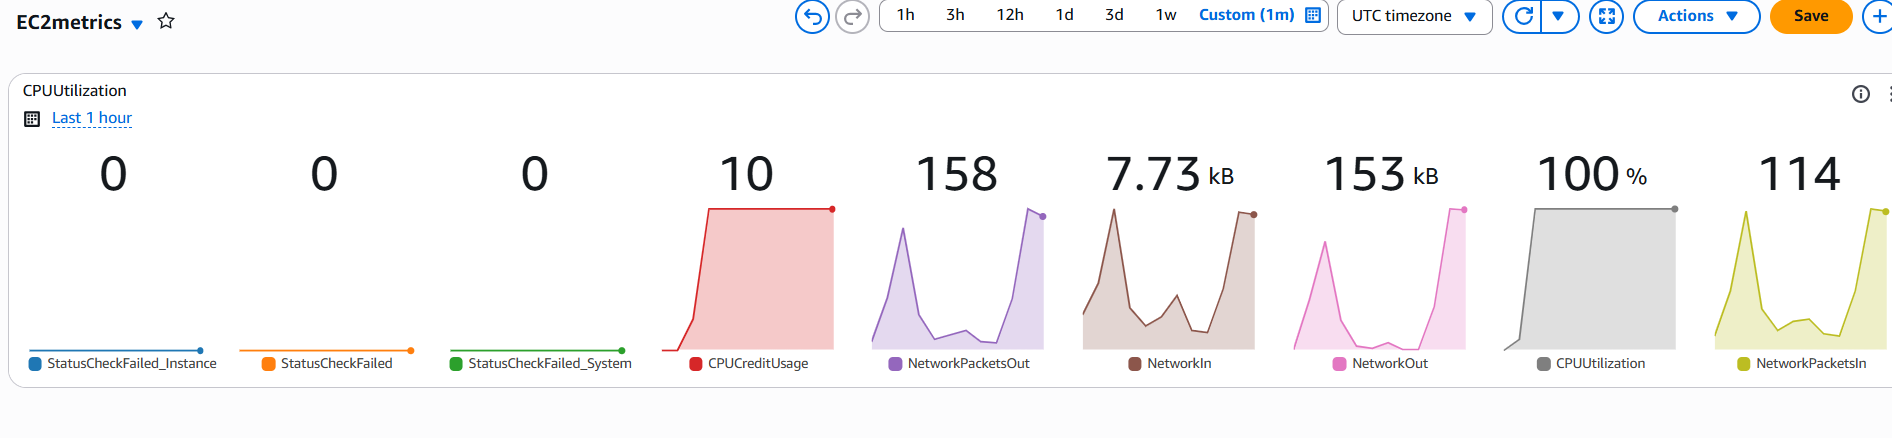 EC2metrics
1h 3h 12h 1d 3d 1w Custom (1m) UTC timezone Actions Save
CPUUtilization
Last 1 hour
0 0 0 10 158 7.73 kB 153 kB 100 % 114
StatusCheckFailed_Instance StatusCheckFailed StatusCheckFailed_System CPUCreditUsage NetworkPacketsOut NetworkIn NetworkOut CPUUtilization NetworkPacketsIn